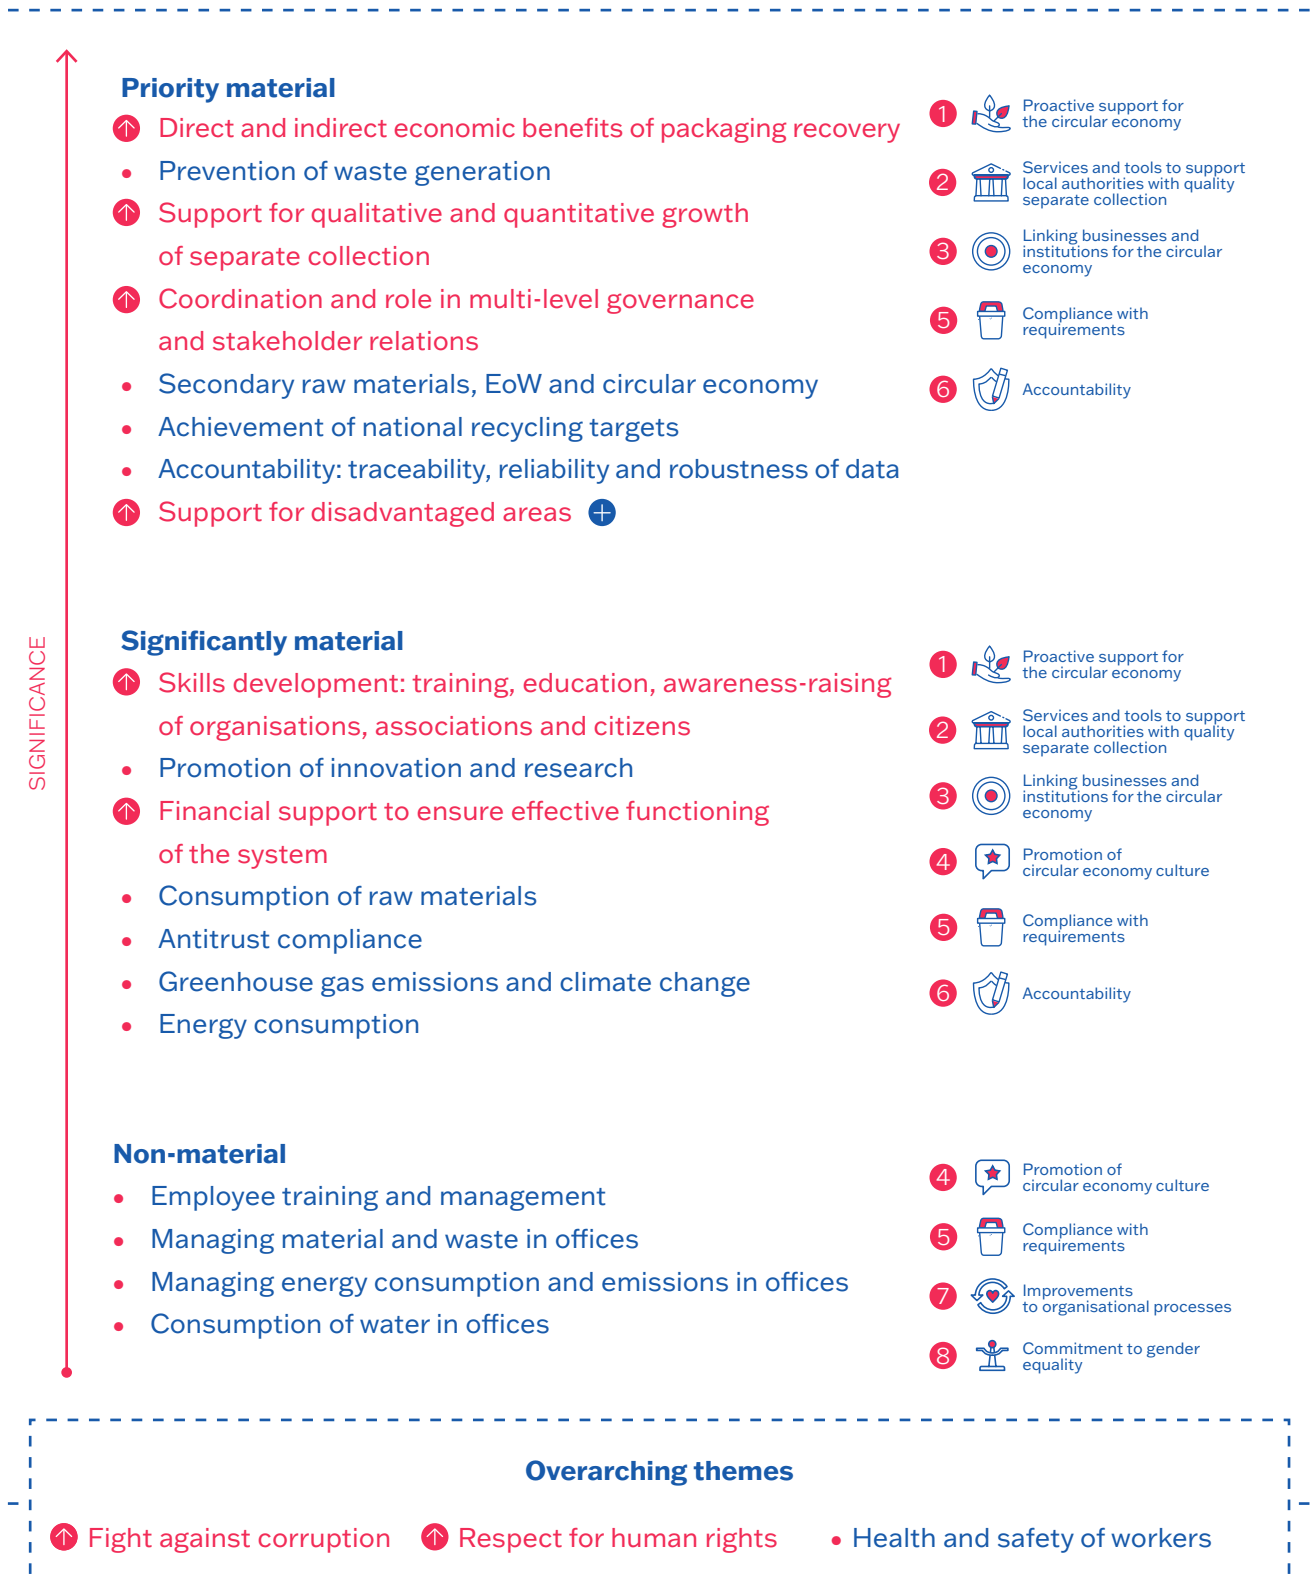 Priority material
Direct and indirect economic benefits of packaging recovery
• Prevention of waste generation
Support for qualitative and quantitative growth
of separate collection
Coordination and role in multi-level governance
and stakeholder relations
• Secondary raw materials, EoW and circular economy
• Achievement of national recycling targets
• Accountability: traceability, reliability and robustness of data
Support for disadvantaged areas
1 Proactive support for
the circular economy
2 Services and tools to support
local authorities with quality
separate collection
3 Linking businesses and
institutions for the circular
economy
5 Compliance with
requirements
6 Accountability
SIGNIFICANCE
Significantly material
Skills development: training, education, awareness-raising
of organisations, associations and citizens
• Promotion of innovation and research
Financial support to ensure effective functioning
of the system
• Consumption of raw materials
• Antitrust compliance
• Greenhouse gas emissions and climate change
• Energy consumption
1 Proactive support for
the circular economy
2 Services and tools to support
local authorities with quality
separate collection
3 Linking businesses and
institutions for the circular
economy
4 Promotion of
circular economy culture
5 Compliance with
requirements
6 Accountability
Non-material
• Employee training and management
• Managing material and waste in offices
• Managing energy consumption and emissions in offices
• Consumption of water in offices
4 Promotion of
circular economy culture
5 Compliance with
requirements
7 Improvements
to organisational processes
8 Commitment to gender
equality
Overarching themes
Fight against corruption
Respect for human rights
• Health and safety of workers